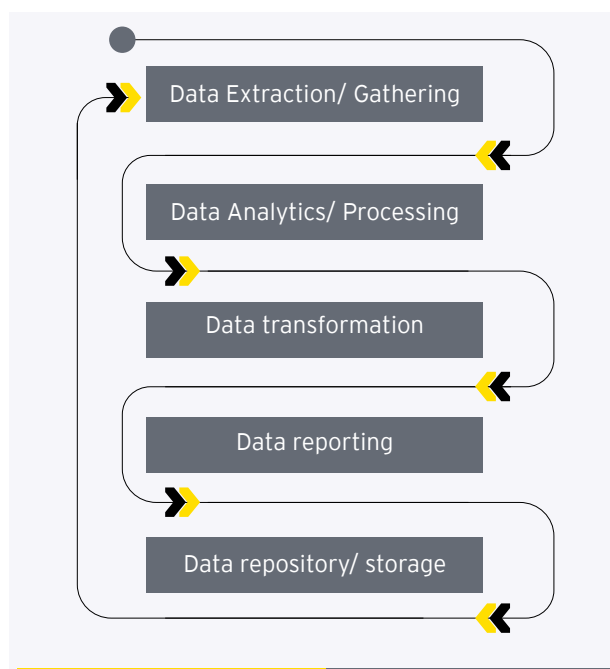 Data Extraction/ Gathering
Data Analytics/ Processing
Data transformation
Data reporting
Data repository/ storage